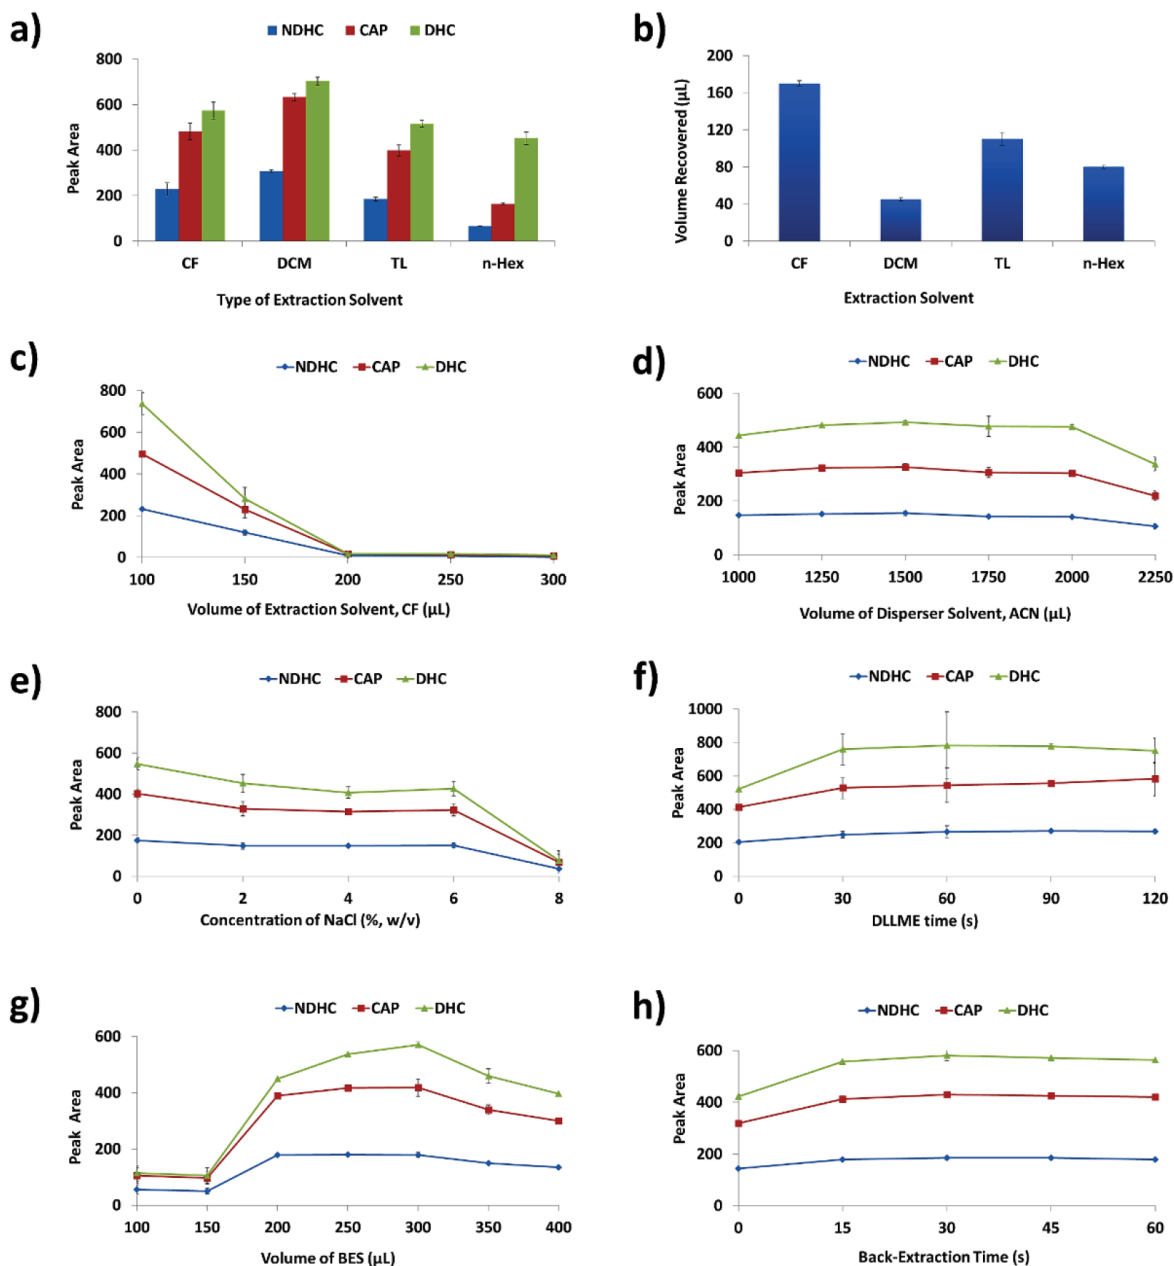 a)
NDHC CAP DHC
800
600
400
200
0
Peak Area
CF DCM TL n-Hex
Type of Extraction Solvent
b)
200
160
120
80
40
0
Volume Recovered (µL)
CF DCM TL n-Hex
Extraction Solvent
c)
NDHC CAP DHC
800
600
400
200
0
Peak Area
100 150 200 250 300
Volume of Extraction Solvent, CF (µL)
d)
NDHC CAP DHC
600
400
200
0
Peak Area
1000 1250 1500 1750 2000 2250
Volume of Disperser Solvent, ACN (µL)
e)
NDHC CAP DHC
800
600
400
200
0
Peak Area
0 2 4 6 8
Concentration of NaCl (%, w/v)
f)
NDHC CAP DHC
1000
800
600
400
200
0
Peak Area
0 30 60 90 120
DLLME time (s)
g)
NDHC CAP DHC
600
400
200
0
Peak Area
100 150 200 250 300 350 400
Volume of BES (µL)
h)
NDHC CAP DHC
600
400
200
0
Peak Area
0 15 30 45 60
Back-Extraction Time (s)